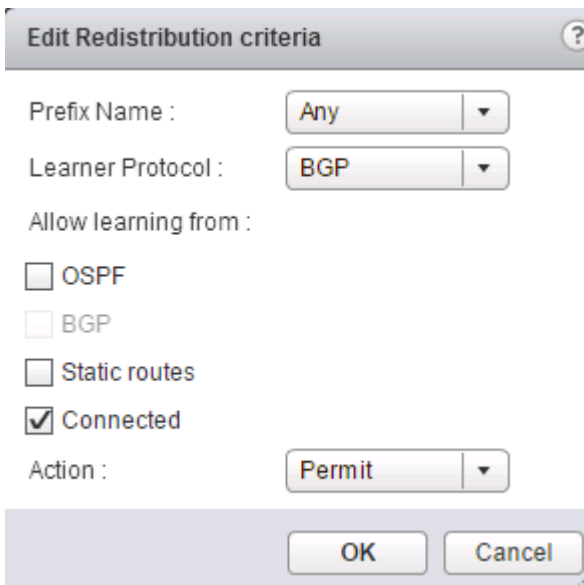 Edit Redistribution criteria ?
Prefix Name : Any
Learner Protocol : BGP
Allow learning from :
OSPF
BGP
Static routes
Connected
Action : Permit
OK Cancel